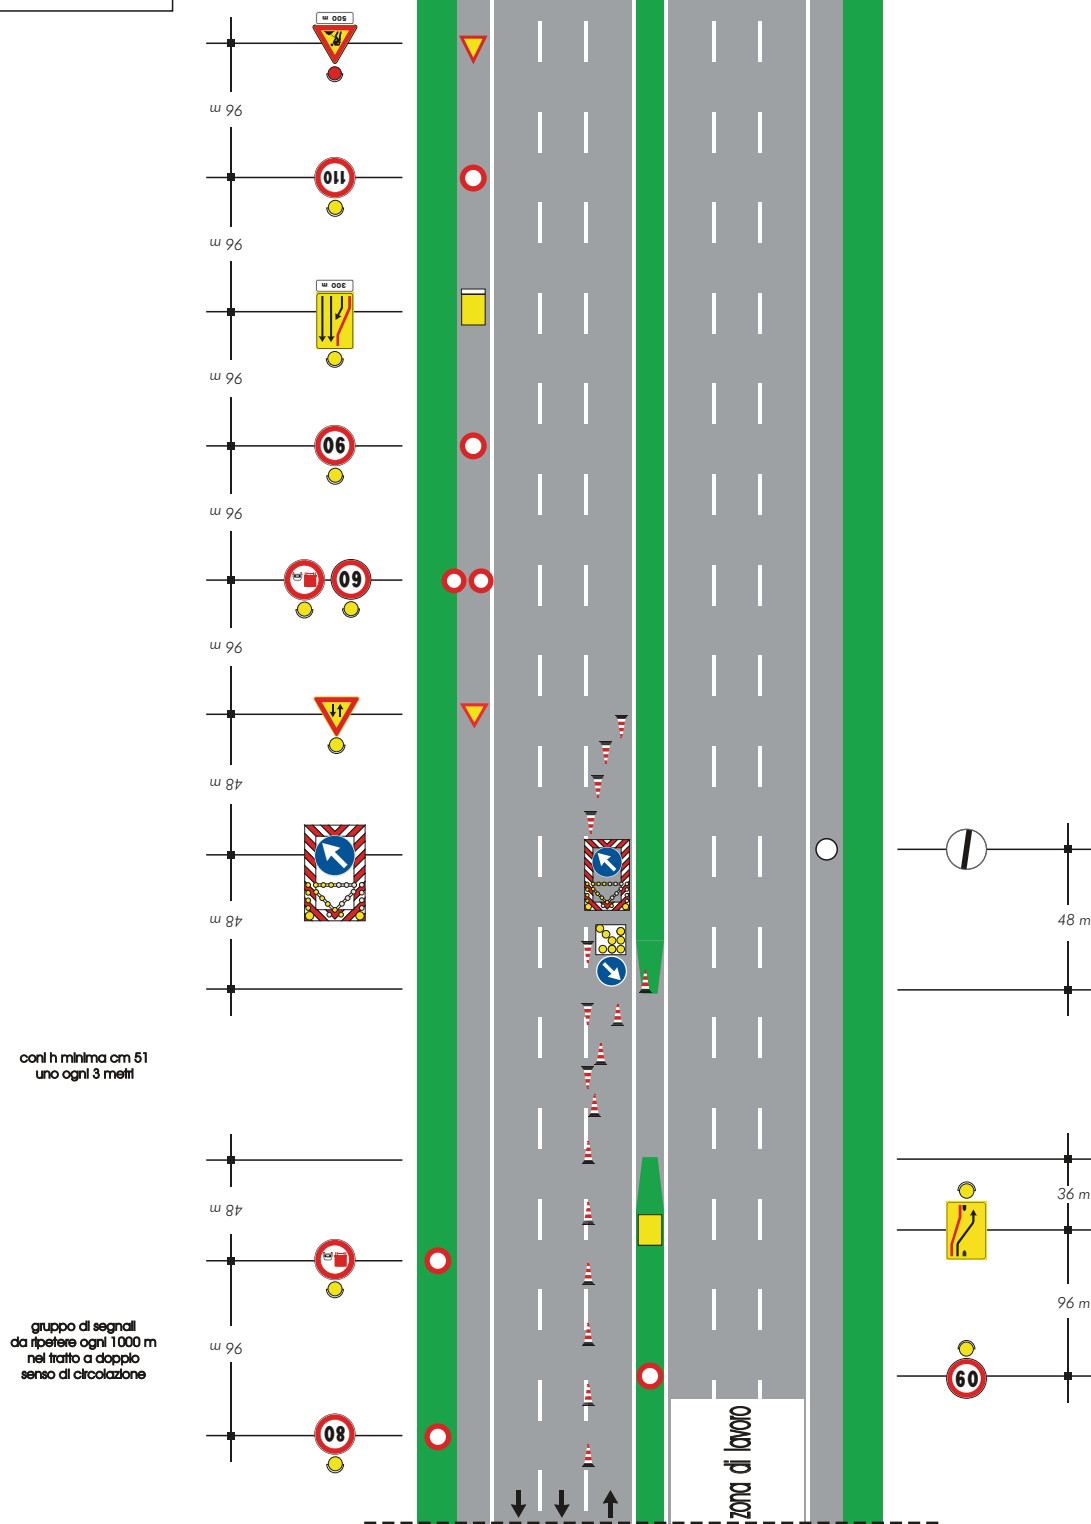 500 m
96 m
110
96 m
300 m
96 m
90
96 m
60
96 m
48 m
48 m
48 m
coni h minima cm 51
uno ogni 3 metri
36 m
48 m
96 m
gruppo di segnali
da ripetere ogni 1000 m
nel tratto a doppio
senso di circolazione
96 m
60
80
zona di lavoro